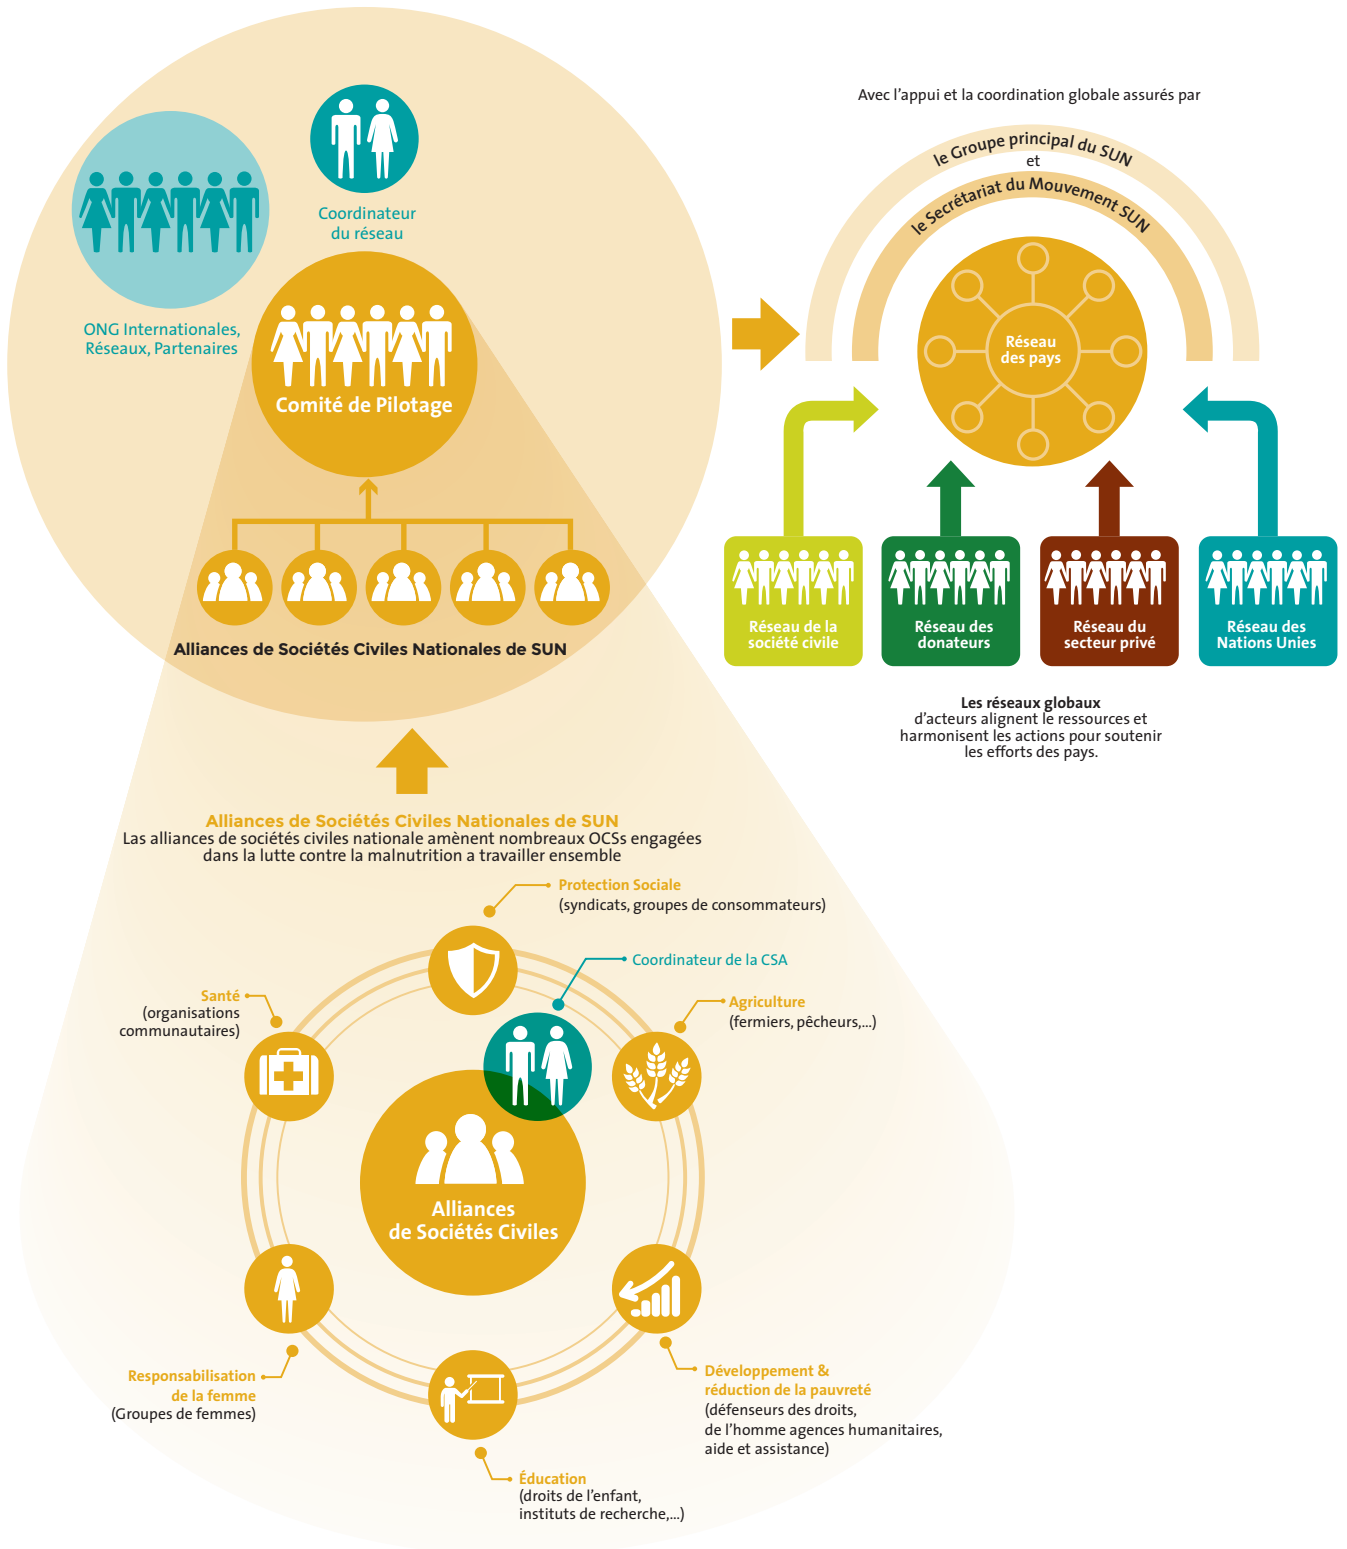 Coordinateur
du réseau
ONG Internationales,
Réseaux, Partenaires
Comité de Pilotage
Alliances de Sociétés Civiles Nationales de SUN
Avec l'appui et la coordination globale assurés par
le Groupe principal du SUN
et
le Secrétariat du Mouvement SUN
Réseau
des pays
Réseau de la
société civile
Réseau des
donateurs
Réseau du
secteur privé
Réseau des
Nations Unies
Les réseaux globaux
d'acteurs alignent le ressources et
harmonisent les actions pour soutenir
les efforts des pays.
Alliances de Sociétés Civiles Nationales de SUN
Las alliances de sociétés civiles nationale amènent nombreaux OCSs engagées
dans la lutte contre la malnutrition a travailler ensemble
Protection Sociale
(syndicats, groupes de consommateurs)
Coordinateur de la CSA
Santé
(organisations
communautaires)
Agriculture
(fermiers, pêcheurs,...)
Alliances
de Sociétés Civiles
Responsabilisation
de la femme
(Groupes de femmes)
Développement &
réduction de la pauvreté
(défenseurs des droits,
de l'homme agences humanitaires,
aide et assistance)
Éducation
(droits de l'enfant,
instituts de recherche,...)